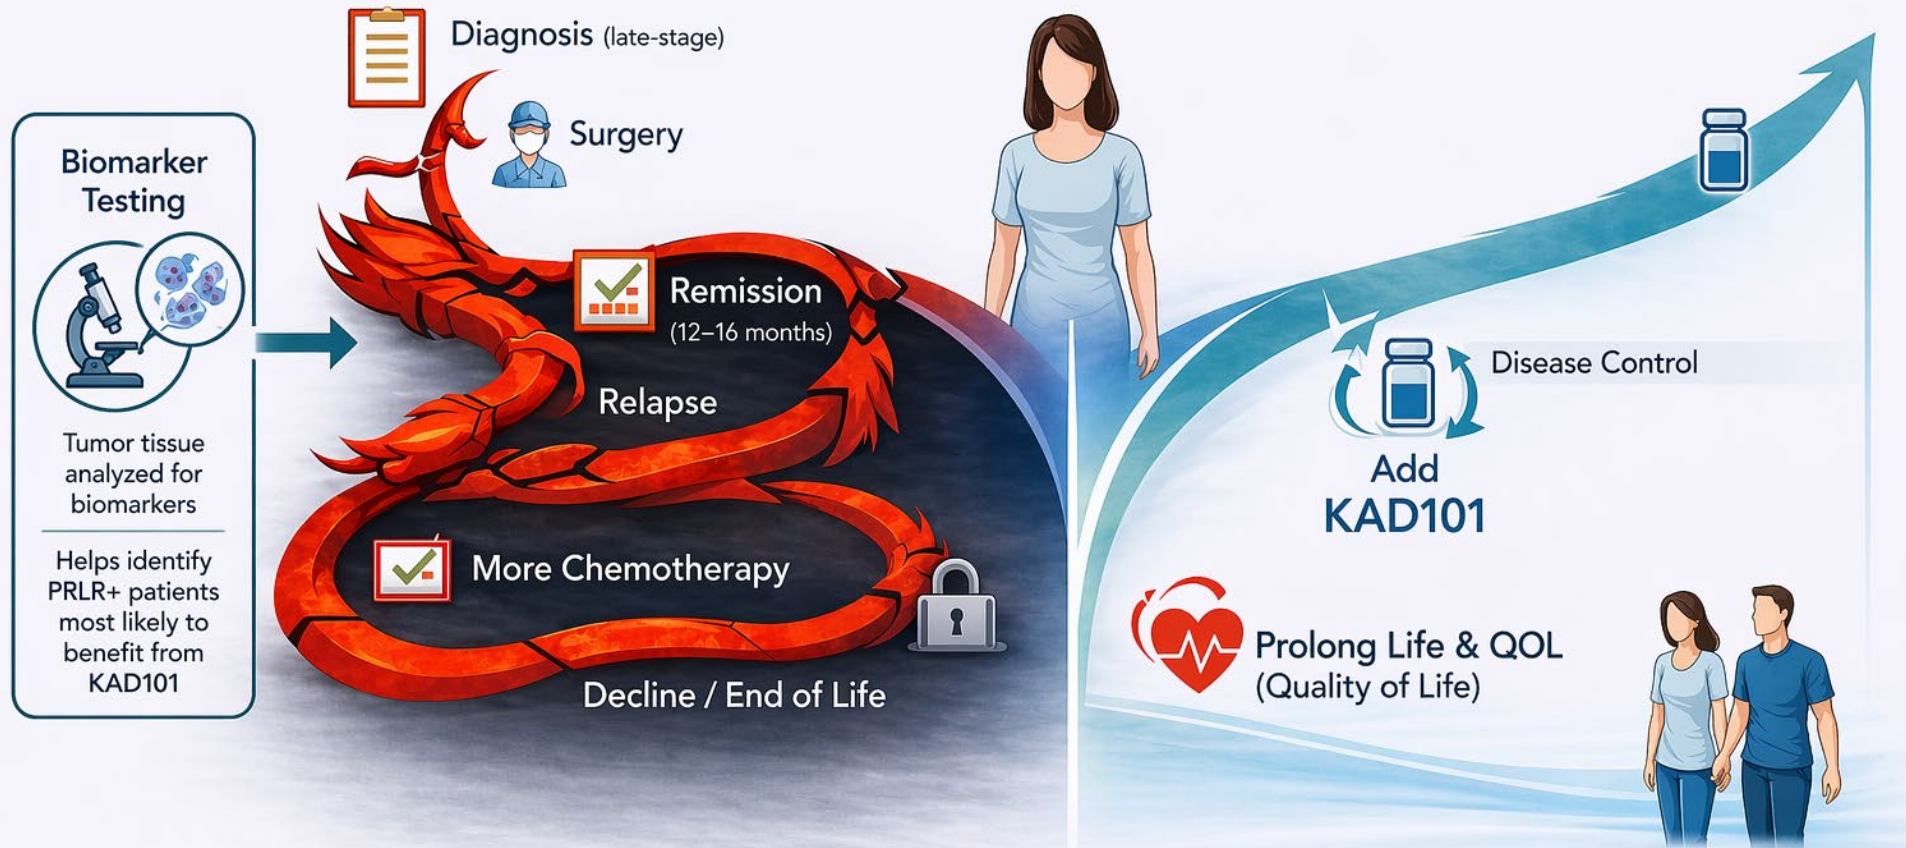 Biomarker
Testing
Tumor tissue
analyzed for
biomarkers
Helps identify
PRLR+ patients
most likely to
benefit from
KAD101
Diagnosis (late-stage)
Surgery
Remission
(12–16 months)
Relapse
More Chemotherapy
Decline / End of Life
Disease Control
Add
KAD101
Prolong Life & QOL
(Quality of Life)